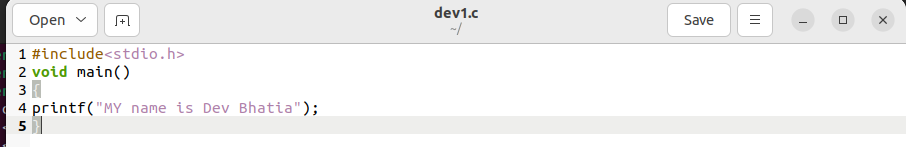 Open
dev1.c
~/
Save
1 #include<stdio.h>
2 void main()
3 {
4 printf("MY name is Dev Bhatia");
5 }